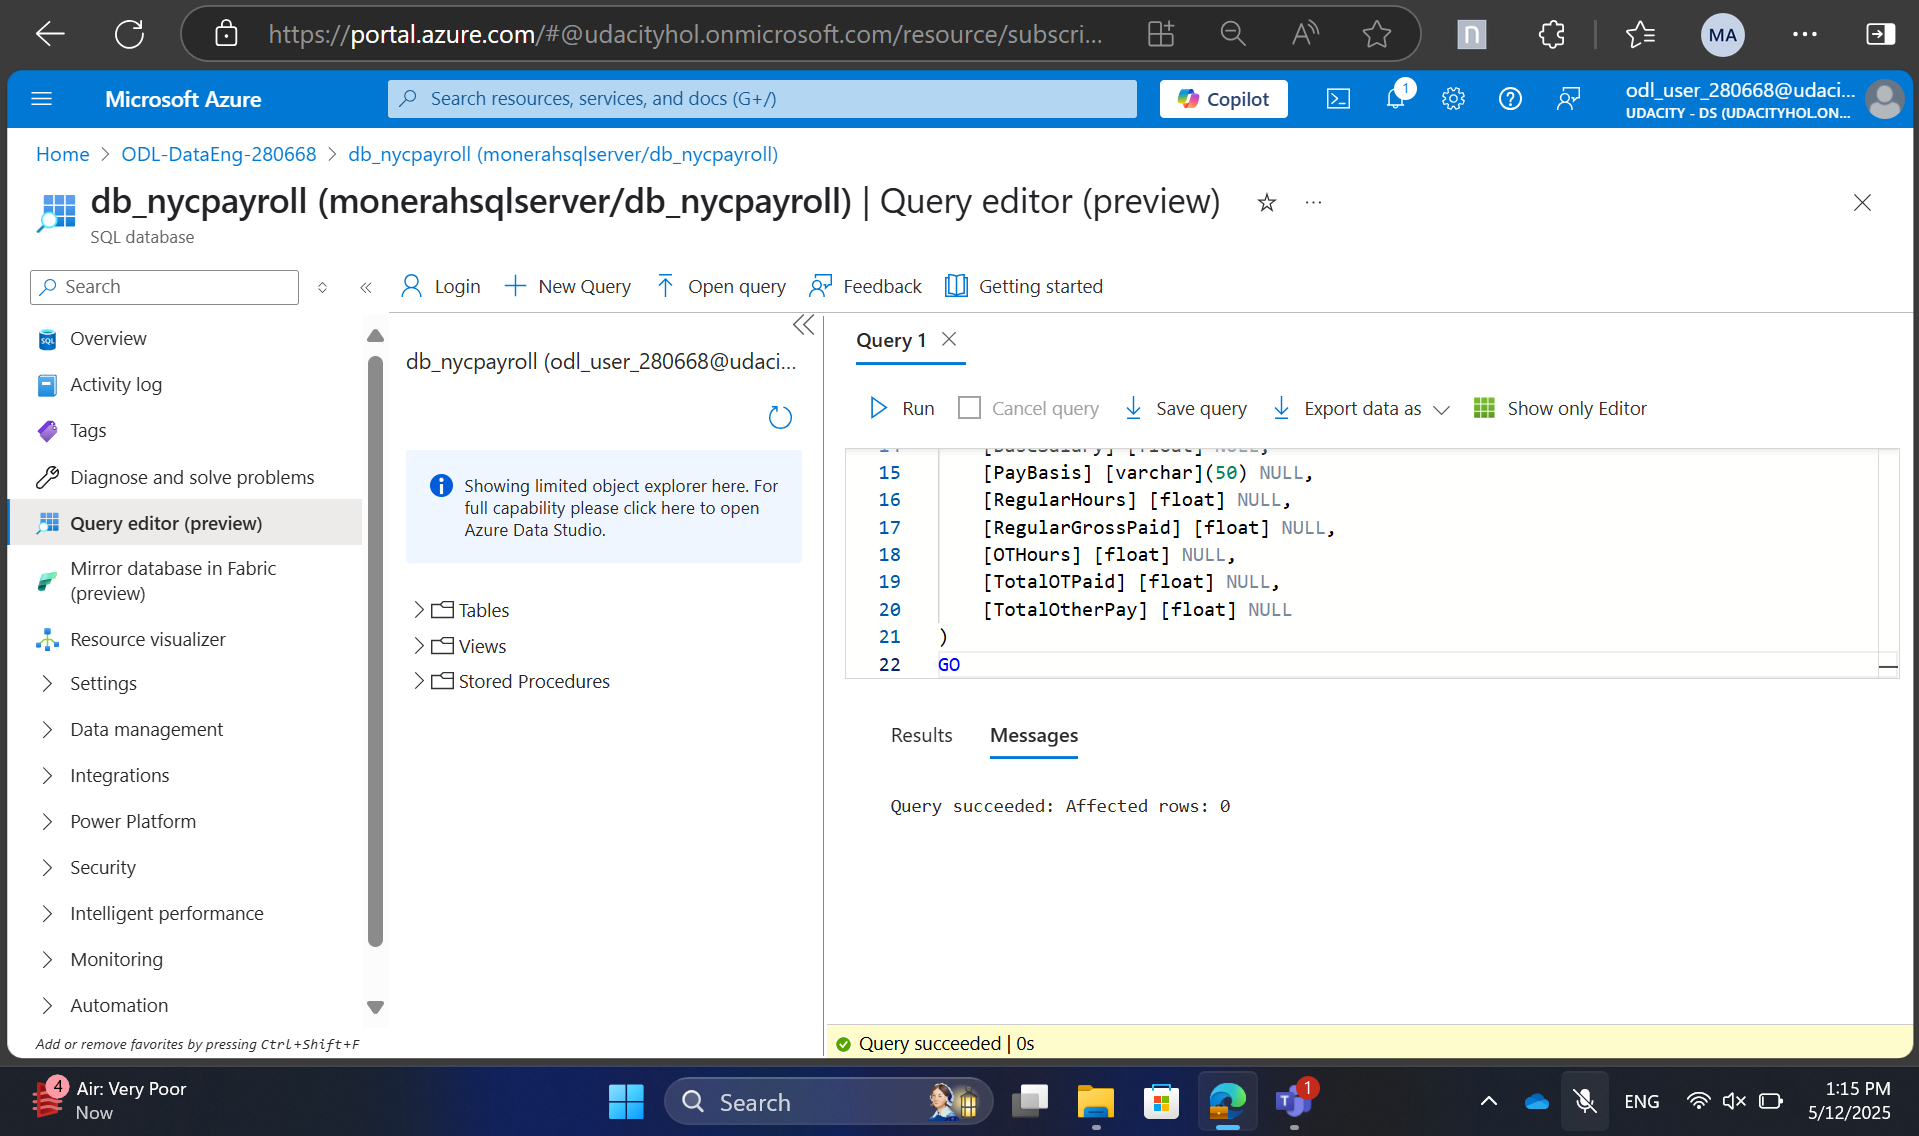 https://portal.azure.com/#@udacityhol.onmicrosoft.com/resource/subscri...
n
MA
Microsoft Azure
Search resources, services, and docs (G+/)
Copilot
1
odl_user_280668@udaci...
UDACITY - DS (UDACITYHOL.ON...
Home > ODL-DataEng-280668 > db_nycpayroll (monerahsqlserver/db_nycpayroll)
db_nycpayroll (monerahsqlserver/db_nycpayroll) | Query editor (preview)
SQL database
Search
Login
New Query
Open query
Feedback
Getting started
Overview
Activity log
Tags
Diagnose and solve problems
Query editor (preview)
Mirror database in Fabric
(preview)
Resource visualizer
Settings
Data management
Integrations
Power Platform
Security
Intelligent performance
Monitoring
Automation
Add or remove favorites by pressing Ctrl+Shift+F
db_nycpayroll (odl_user_280668@udaci...
Showing limited object explorer here. For
full capability please click here to open
Azure Data Studio.
Tables
Views
Stored Procedures
Query 1
Run
Cancel query
Save query
Export data as
Show only Editor
14 [BaseSalary] [float] NULL,
15 [PayBasis] [varchar](50) NULL,
16 [RegularHours] [float] NULL,
17 [RegularGrossPaid] [float] NULL,
18 [OTHours] [float] NULL,
19 [TotalOTPaid] [float] NULL,
20 [TotalOtherPay] [float] NULL
21 )
22 GO
Results
Messages
Query succeeded: Affected rows: 0
Query succeeded | 0s
4
Air: Very Poor
Now
Search
1
ENG
1:15 PM
5/12/2025